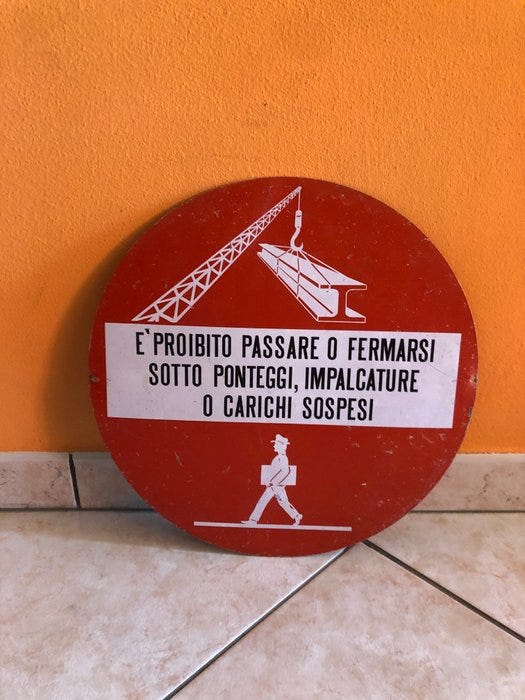 E` PROIBITO PASSARE O FERMARSI
SOTTO PONTEGGI, IMPALCATURE
O CARICHI SOSPESI